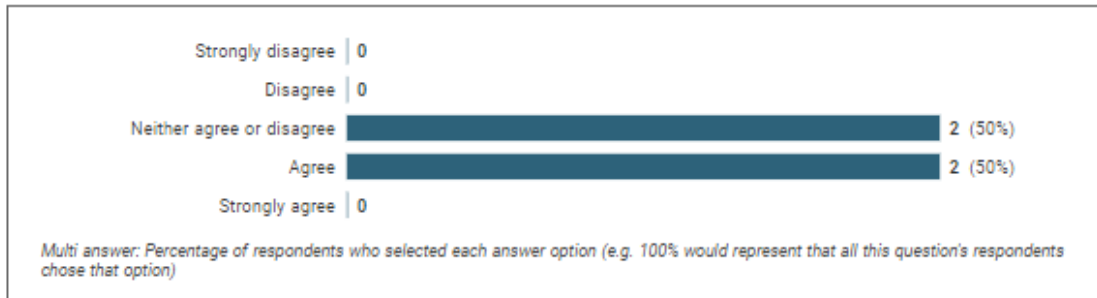 Strongly disagree 0
Disagree 0
Neither agree or disagree 2 (50%)
Agree 2 (50%)
Strongly agree 0
Multi answer: Percentage of respondents who selected each answer option (e.g. 100% would represent that all this question's respondents
chose that option)